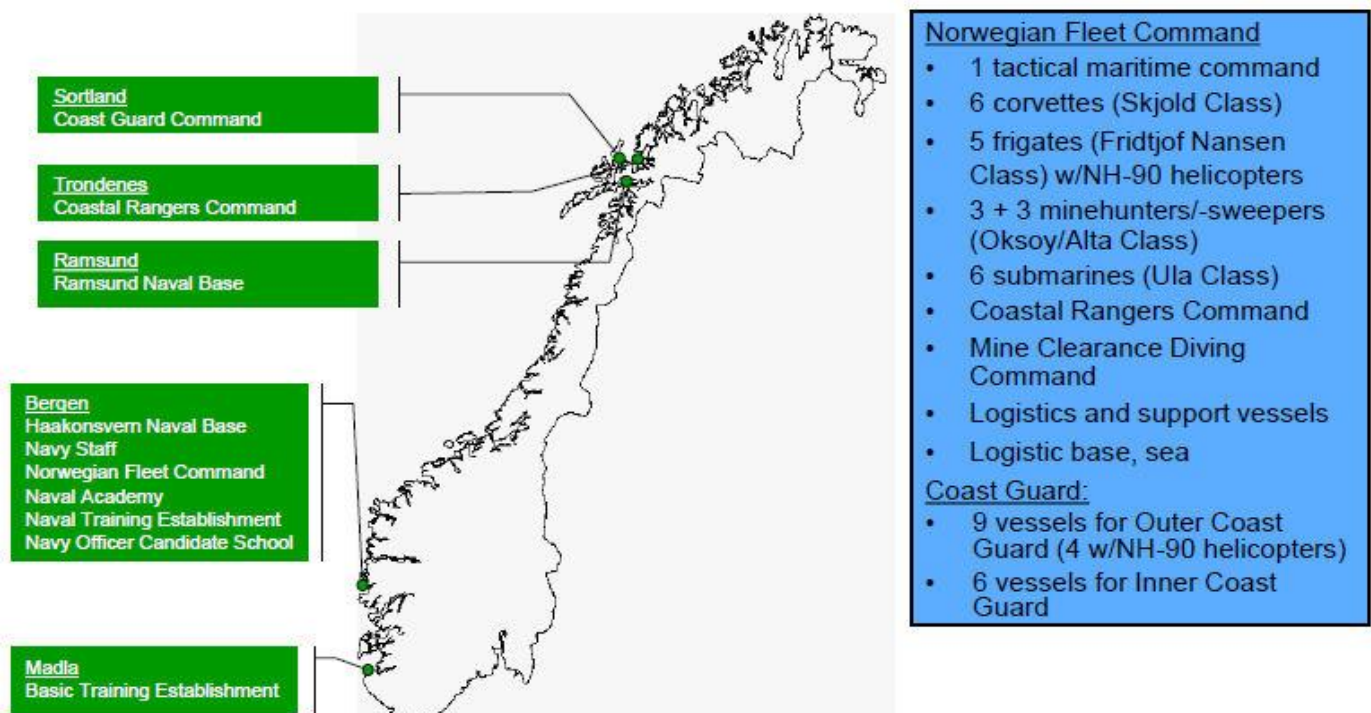 Sortland
Coast Guard Command
Trondenes
Coastal Rangers Command
Ramsund
Ramsund Naval Base
Bergen
Haakonsvern Naval Base
Navy Staff
Norwegian Fleet Command
Naval Academy
Naval Training Establishment
Navy Officer Candidate School
Madla
Basic Training Establishment
Norwegian Fleet Command
• 1 tactical maritime command
• 6 corvettes (Skjold Class)
• 5 frigates (Fridtjof Nansen
Class) w/NH-90 helicopters
• 3 + 3 minehunters/-sweepers
(Oksoy/Alta Class)
• 6 submarines (Ula Class)
• Coastal Rangers Command
• Mine Clearance Diving
Command
• Logistics and support vessels
• Logistic base, sea
Coast Guard:
• 9 vessels for Outer Coast
Guard (4 w/NH-90 helicopters)
• 6 vessels for Inner Coast
Guard